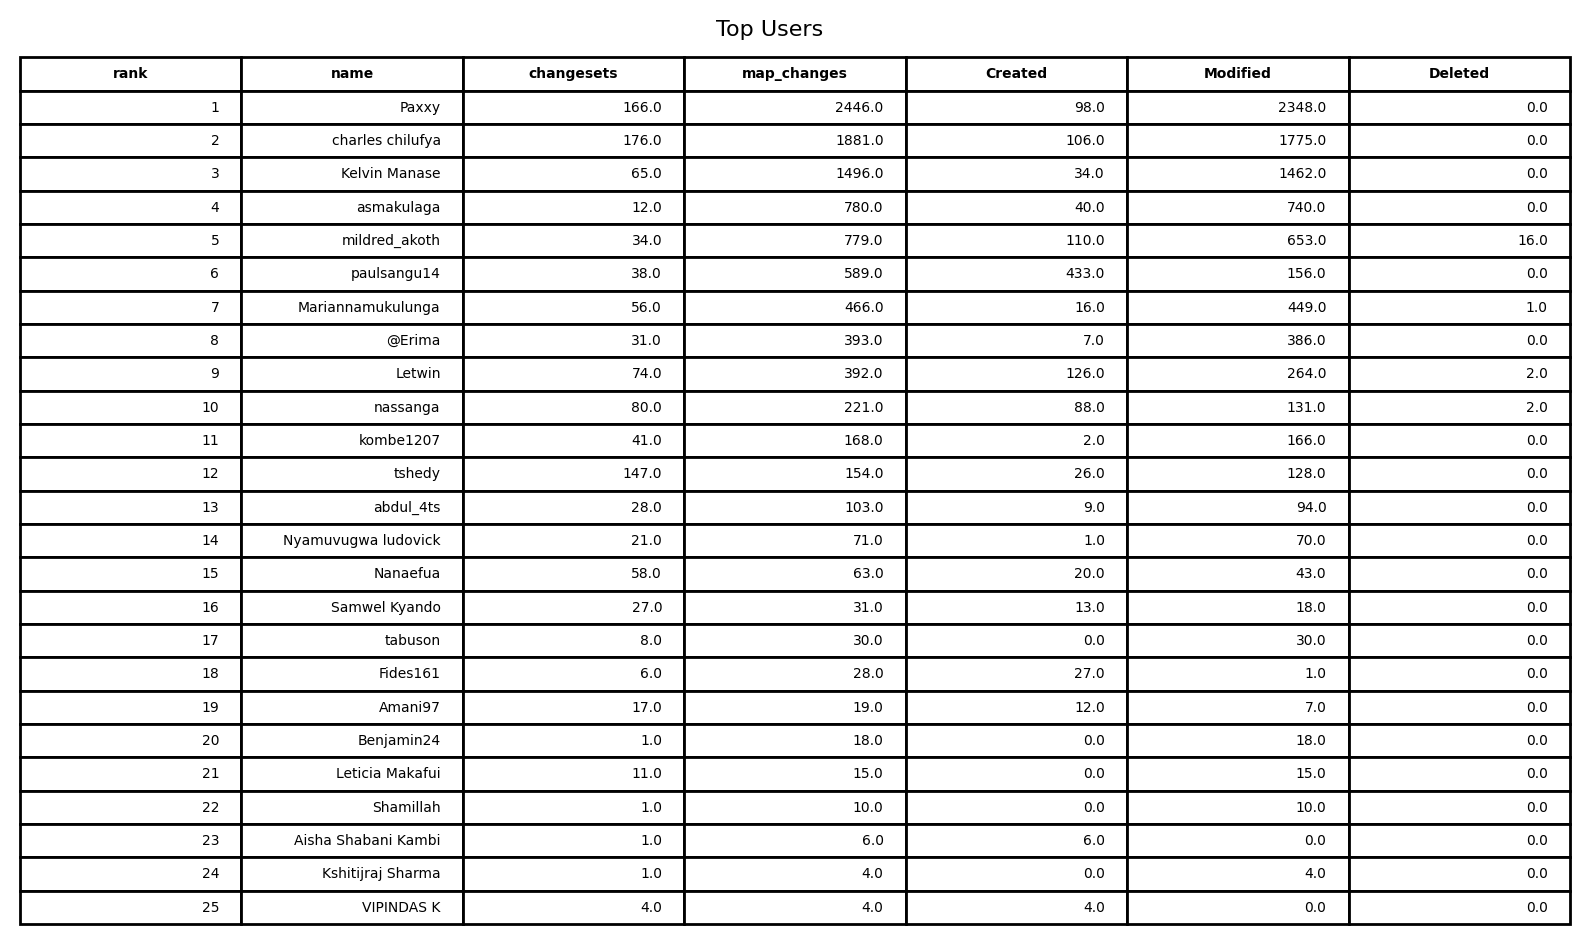 Top Users
rank name changesets map_changes Created Modified Deleted
1 Paxxy 166.0 2446.0 98.0 2348.0 0.0
2 charles chilufya 176.0 1881.0 106.0 1775.0 0.0
3 Kelvin Manase 65.0 1496.0 34.0 1462.0 0.0
4 asmakulaga 12.0 780.0 40.0 740.0 0.0
5 mildred_akoth 34.0 779.0 110.0 653.0 16.0
6 paulsangu14 38.0 589.0 433.0 156.0 0.0
7 Mariannamukulunga 56.0 466.0 16.0 449.0 1.0
8 @Erima 31.0 393.0 7.0 386.0 0.0
9 Letwin 74.0 392.0 126.0 264.0 2.0
10 nassanga 80.0 221.0 88.0 131.0 2.0
11 kombe1207 41.0 168.0 2.0 166.0 0.0
12 tshedy 147.0 154.0 26.0 128.0 0.0
13 abdul_4ts 28.0 103.0 9.0 94.0 0.0
14 Nyamuvugwa ludovick 21.0 71.0 1.0 70.0 0.0
15 Nanaefua 58.0 63.0 20.0 43.0 0.0
16 Samwel Kyando 27.0 31.0 13.0 18.0 0.0
17 tabuson 8.0 30.0 0.0 30.0 0.0
18 Fides161 6.0 28.0 27.0 1.0 0.0
19 Amani97 17.0 19.0 12.0 7.0 0.0
20 Benjamin24 1.0 18.0 0.0 18.0 0.0
21 Leticia Makafui 11.0 15.0 0.0 15.0 0.0
22 Shamillah 1.0 10.0 0.0 10.0 0.0
23 Aisha Shabani Kambi 1.0 6.0 6.0 0.0 0.0
24 Kshitijraj Sharma 1.0 4.0 0.0 4.0 0.0
25 VIPINDAS K 4.0 4.0 4.0 0.0 0.0